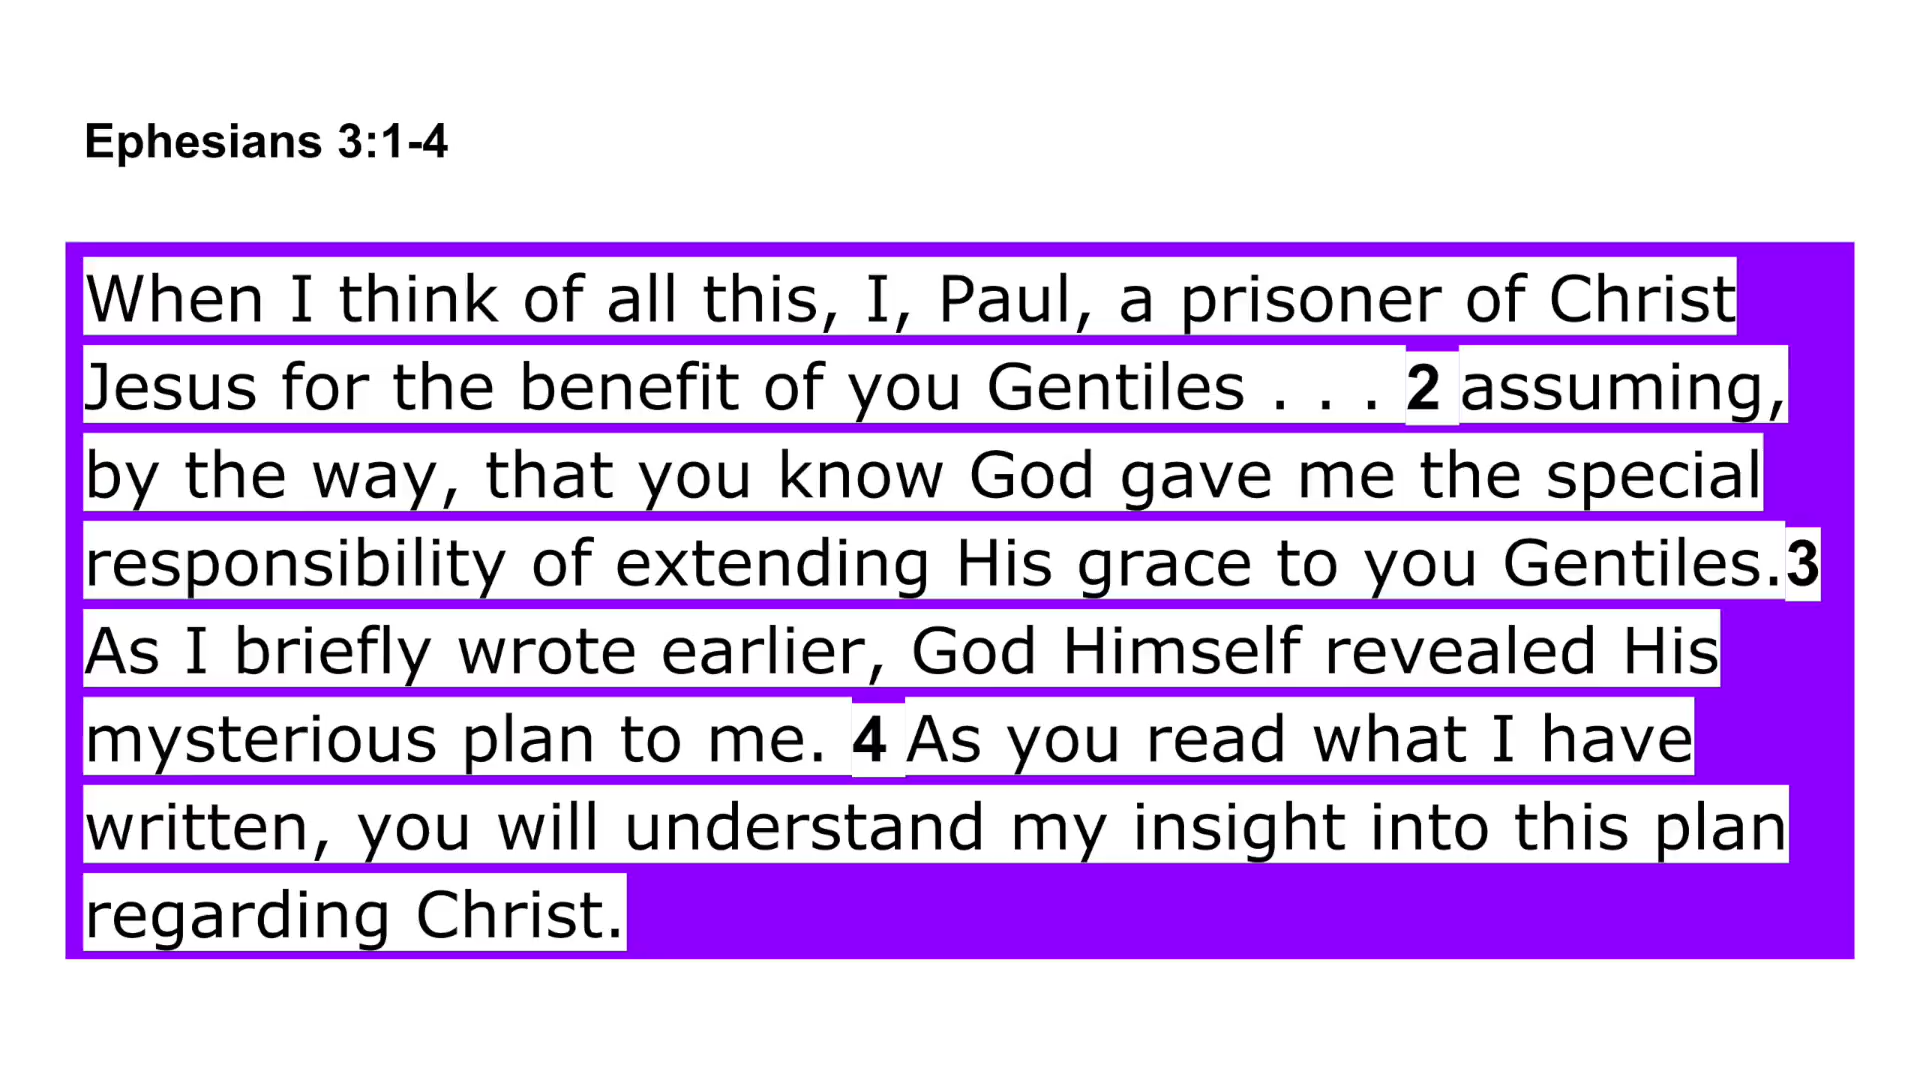 Ephesians 3:1-4
When I think of all this, I, Paul, a prisoner of Christ
Jesus for the benefit of you Gentiles . . . 2 assuming,
by the way, that you know God gave me the special
responsibility of extending His grace to you Gentiles.3
As I briefly wrote earlier, God Himself revealed His
mysterious plan to me. 4 As you read what I have
written, you will understand my insight into this plan
regarding Christ.